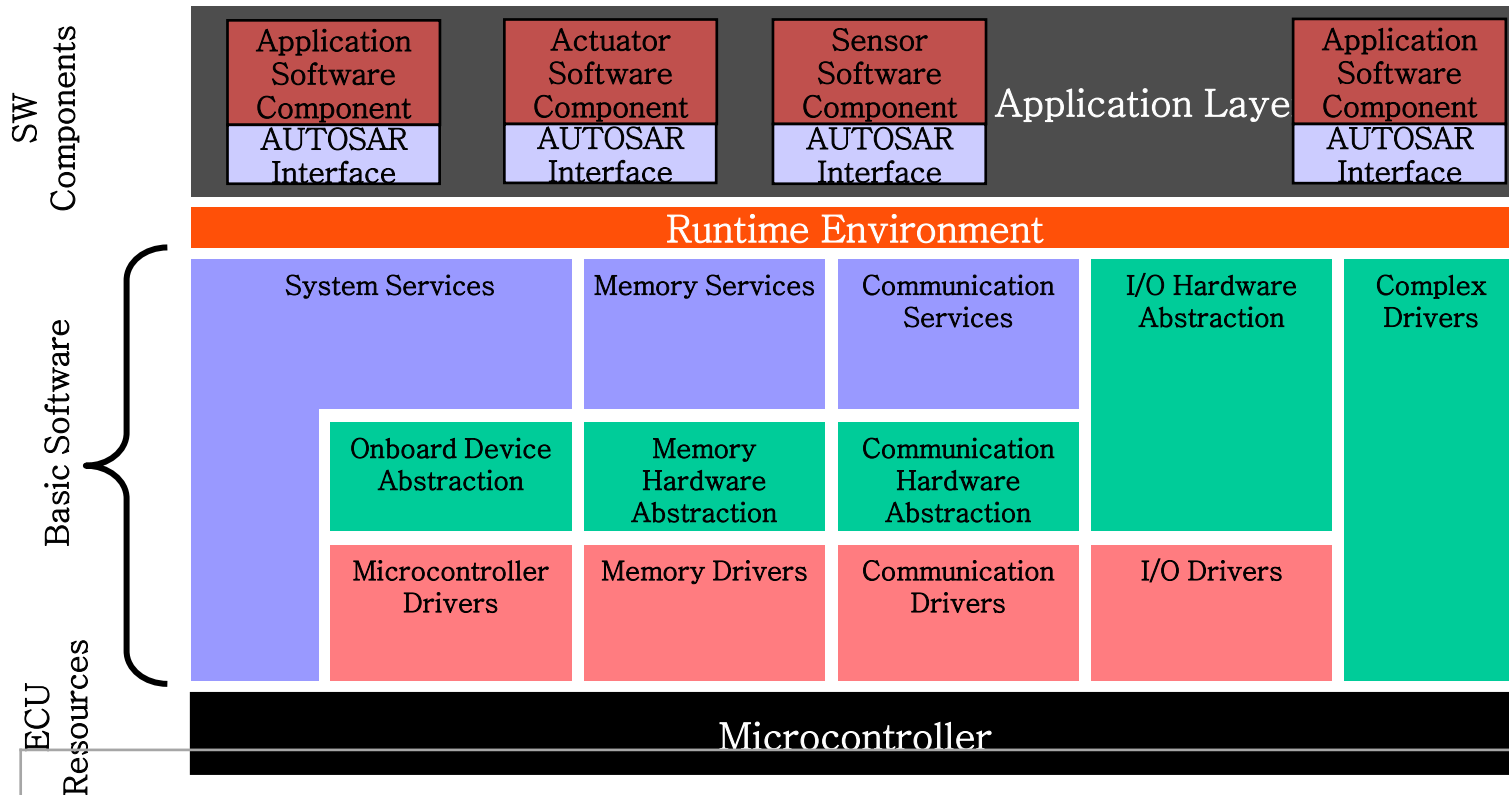 SW
Components
Application
Software
Component
AUTOSAR
Interface
Actuator
Software
Component
AUTOSAR
Interface
Sensor
Software
Component
AUTOSAR
Interface
Application Laye
Application
Software
Component
AUTOSAR
Interface
Runtime Environment
Basic Software
System Services
Memory Services
Communication
Services
I/O Hardware
Abstraction
Complex
Drivers
Onboard Device
Abstraction
Memory
Hardware
Abstraction
Communication
Hardware
Abstraction
Microcontroller
Drivers
Memory Drivers
Communication
Drivers
I/O Drivers
ECU
Resources
Microcontroller